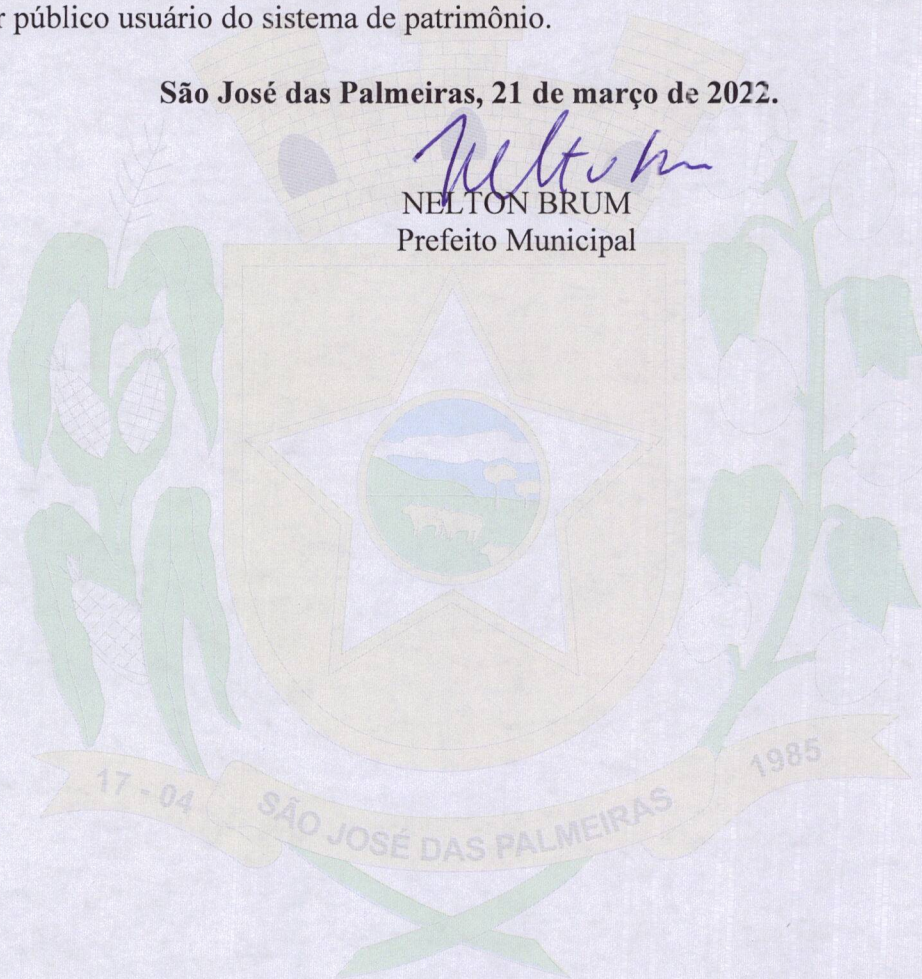 r público usuário do sistema de patrimônio.
São José das Palmeiras, 21 de março de 2022.
NELTON BRUM
Prefeito Municipal
17 - 04 SÃO JOSÉ DAS PALMEIRAS 1985